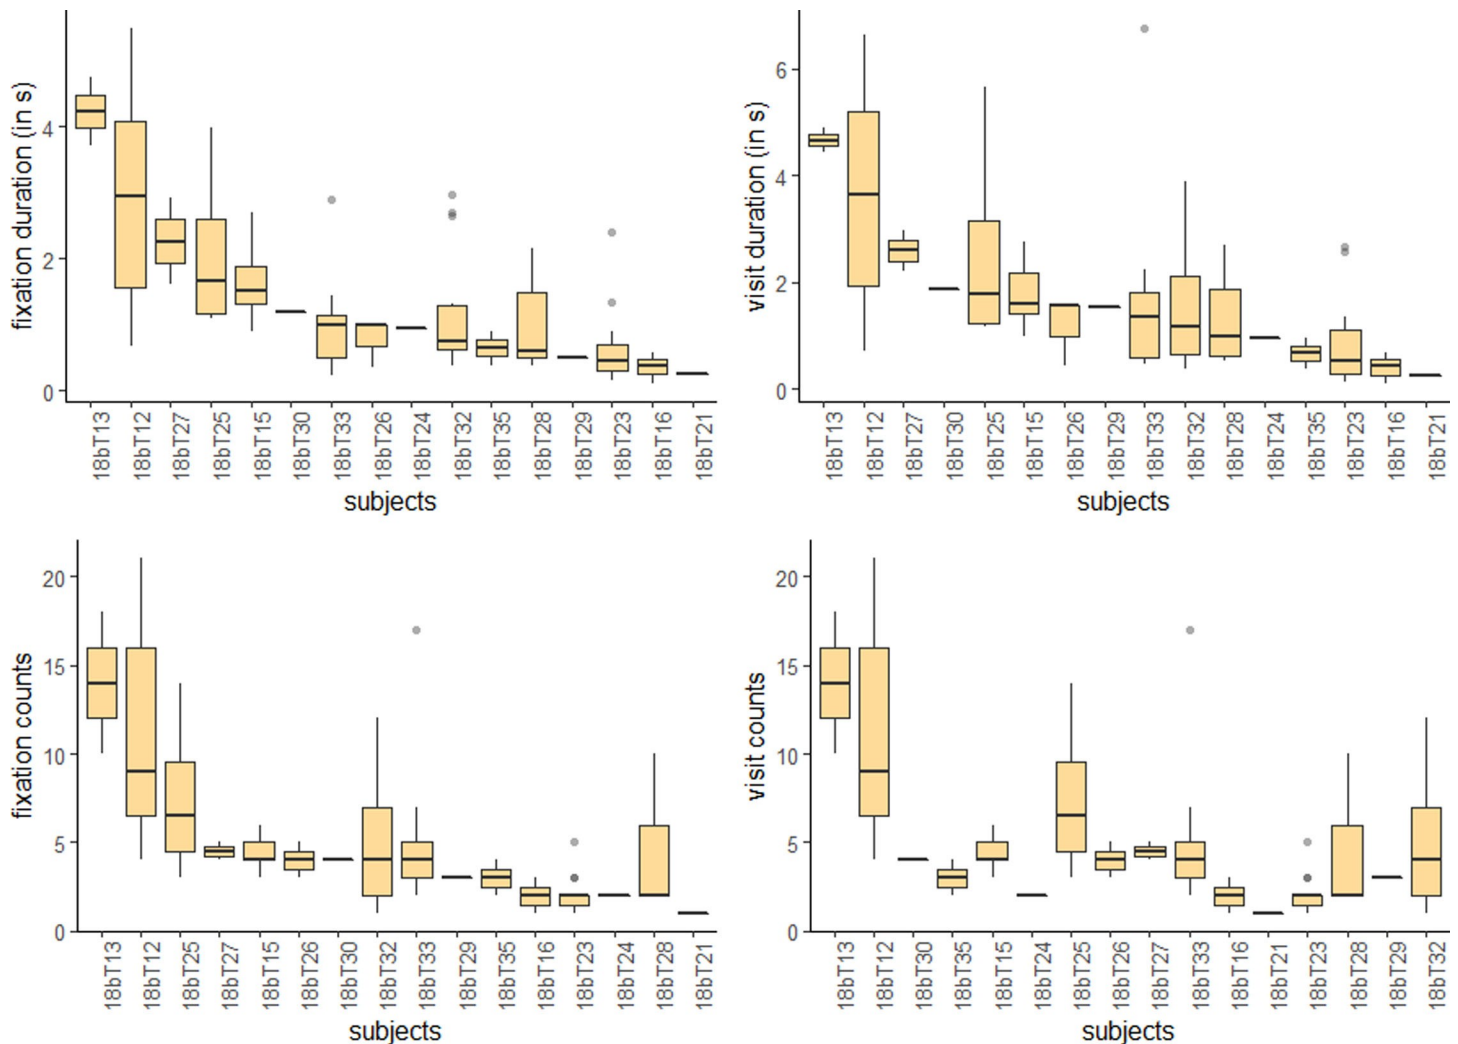 fixation duration (in s)
4
2
0
18bT13 18bT12 18bT27 18bT25 18bT15 18bT30 18bT33 18bT26 18bT24 18bT32 18bT35 18bT28 18bT29 18bT23 18bT16 18bT21
subjects
visit duration (in s)
6
4
2
0
18bT13 18bT12 18bT27 18bT30 18bT25 18bT15 18bT26 18bT29 18bT33 18bT32 18bT28 18bT24 18bT35 18bT23 18bT16 18bT21
subjects
fixation counts
20
15
10
5
0
18bT13 18bT12 18bT25 18bT27 18bT15 18bT26 18bT30 18bT32 18bT33 18bT29 18bT35 18bT16 18bT23 18bT24 18bT28 18bT21
subjects
visit counts
20
15
10
5
0
18bT13 18bT12 18bT30 18bT35 18bT15 18bT24 18bT25 18bT26 18bT27 18bT33 18bT16 18bT21 18bT23 18bT28 18bT29 18bT32
subjects